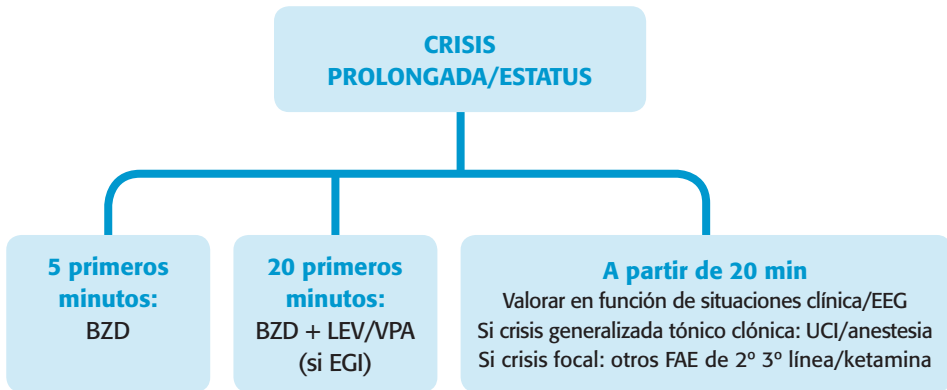 CRISIS
PROLONGADA/ESTATUS
5 primeros
minutos:
BZD
20 primeros
minutos:
BZD + LEV/VPA
(si EGI)
A partir de 20 min
Valorar en función de situaciones clínica/EEG
Si crisis generalizada tónico clónica: UCI/anestesia
Si crisis focal: otros FAE de 2º 3º línea/ketamina